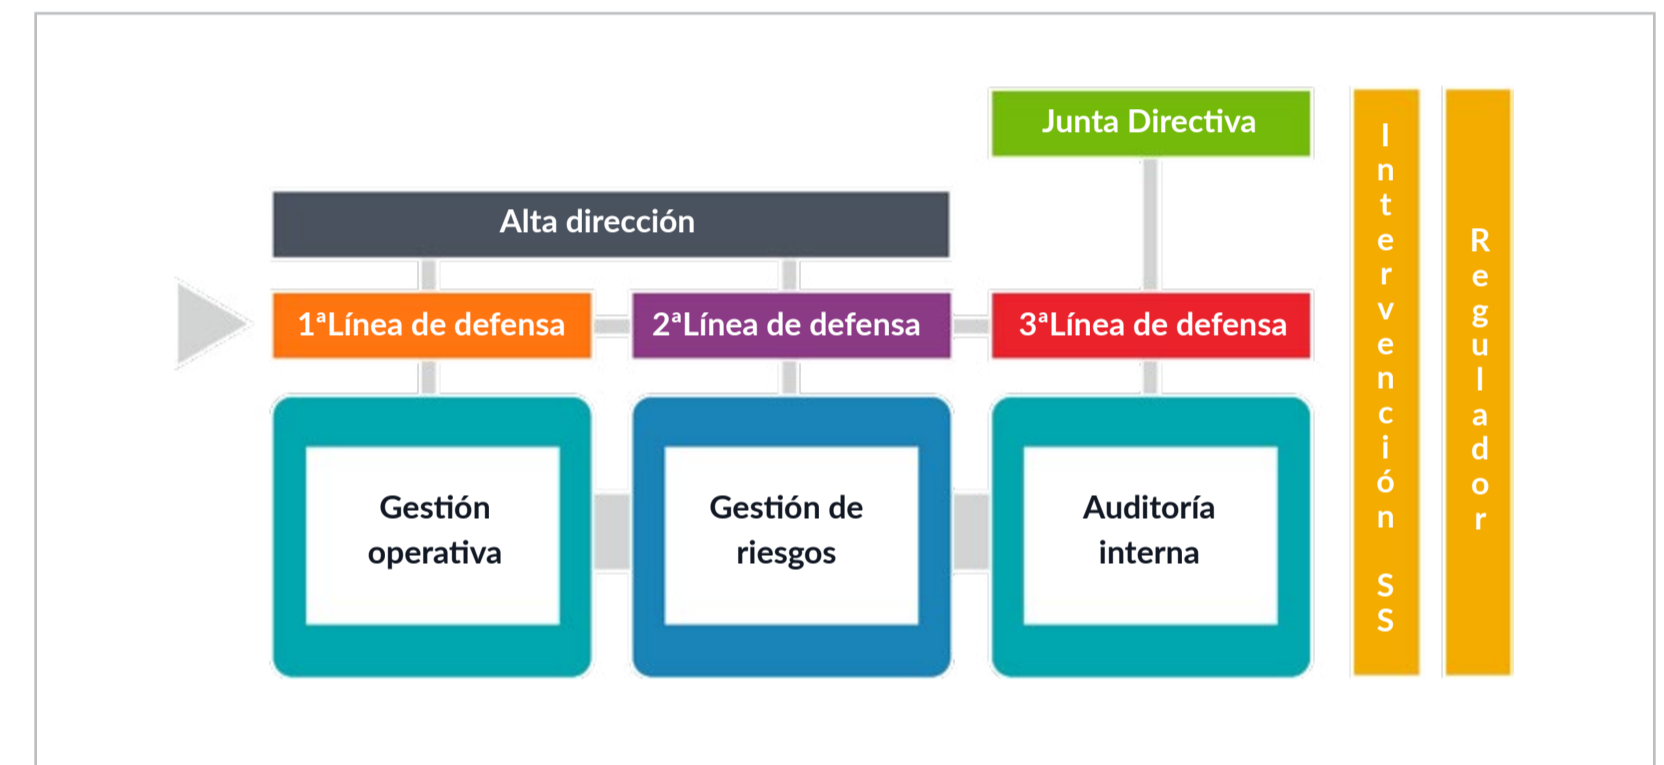 Junta Directiva
Alta dirección
1ªLínea de defensa
2ªLínea de defensa
3ªLínea de defensa
Gestión
operativa
Gestión de
riesgos
Auditoría
interna
Intervención SS
Regulador